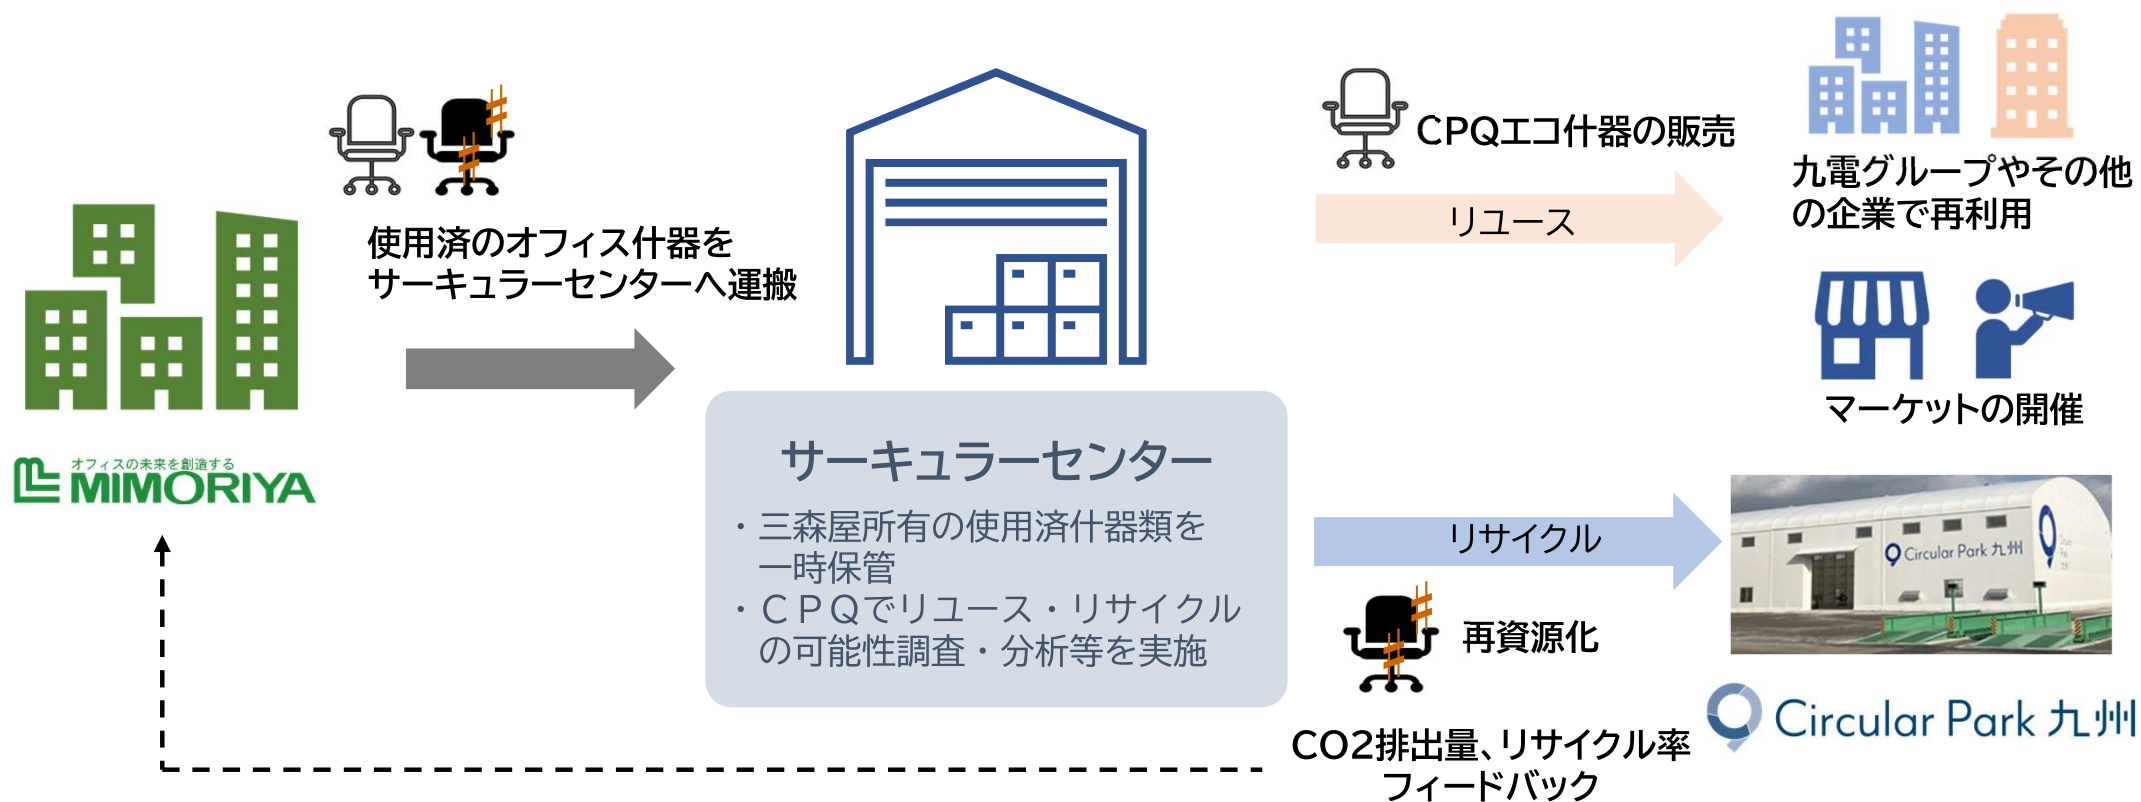 使用済のオフィス什器を
サーキュラーセンターへ運搬
オフィスの未来を創造する
MIMORIYA
サーキュラーセンター
・三森屋所有の使用済什器類を
一時保管
・CPQでリユース・リサイクル
の可能性調査・分析等を実施
CPQエコ什器の販売
リユース
九電グループやその他
の企業で再利用
マーケットの開催
リサイクル
再資源化
Circular Park 九州
Circular Park 九州
CO2排出量、リサイクル率
フィードバック